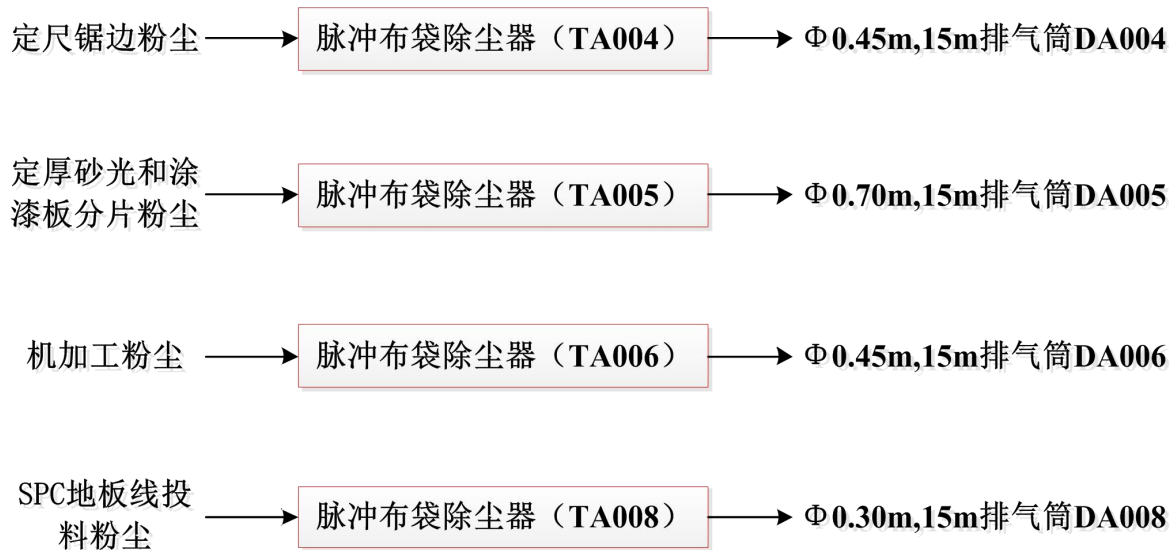 定尺锯边粉尘
脉冲布袋除尘器（TA004）
Φ0.45m,15m排气筒DA004
定厚砂光和涂
漆板分片粉尘
脉冲布袋除尘器（TA005）
Φ0.70m,15m排气筒DA005
机加工粉尘
脉冲布袋除尘器（TA006）
Φ0.45m,15m排气筒DA006
SPC地板线投
料粉尘
脉冲布袋除尘器（TA008）
Φ0.30m,15m排气筒DA008